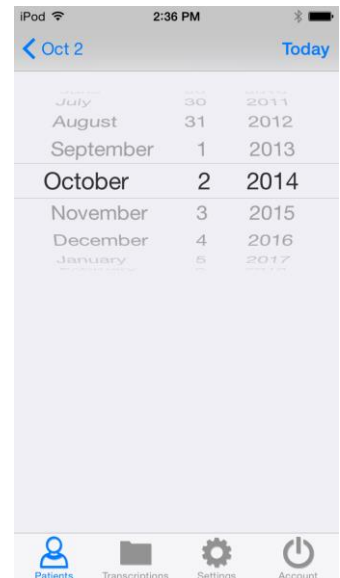 iPod 2:36 PM
Oct 2 Today
July 30 2011
August 31 2012
September 1 2013
October 2 2014
November 3 2015
December 4 2016
January 5 2017
Patients Transcriptions Settings Account